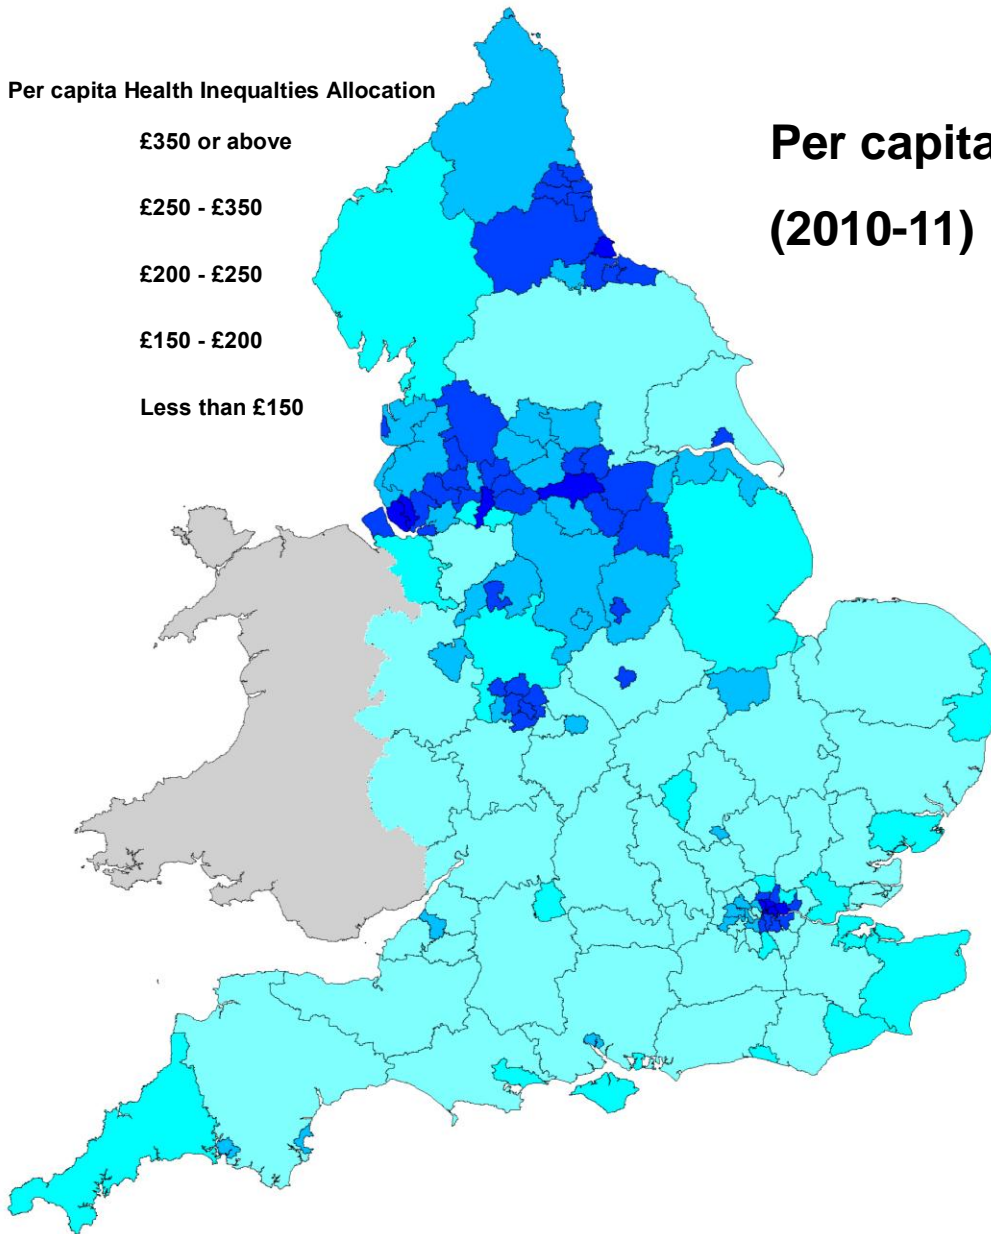 Per capita Health Inequalties Allocation
£350 or above
£250 - £350
£200 - £250
£150 - £200
Less than £150
Per capita
(2010-11)